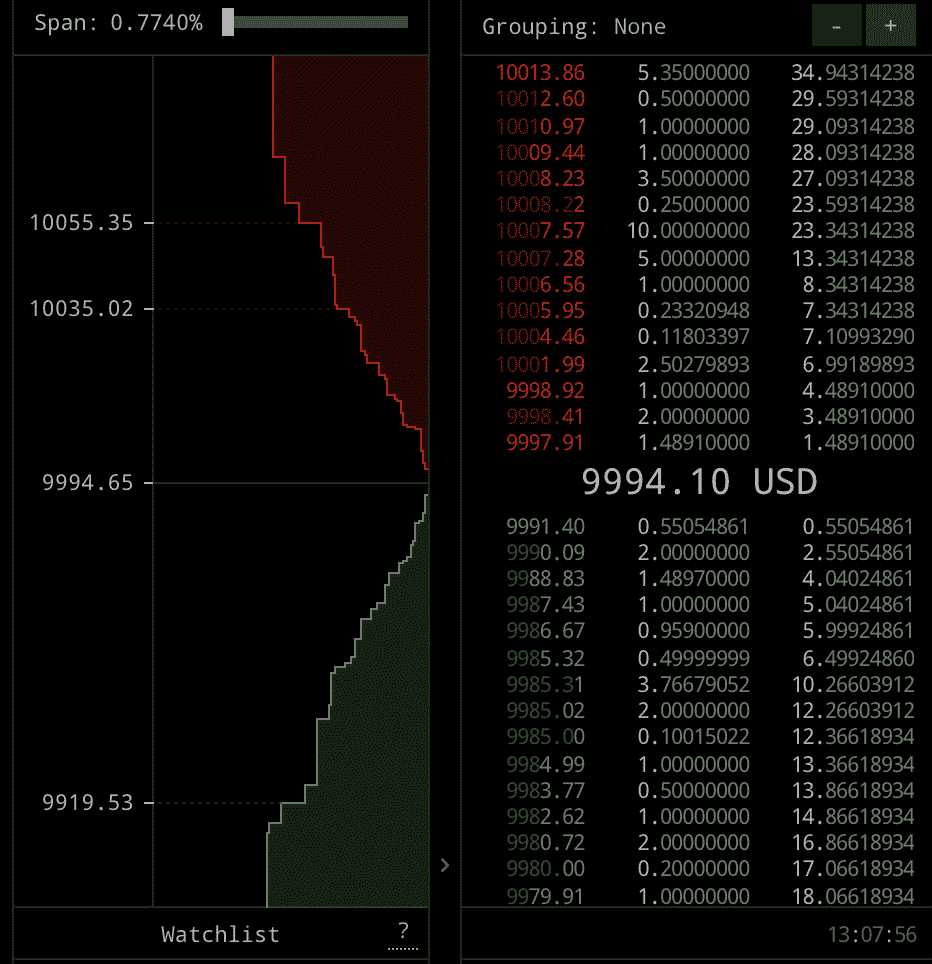 Span: 0.7740%
10055.35
10035.02
9994.65
9919.53
Watchlist ?
Grouping: None - +
10013.86 5.35000000 34.94314238
10012.60 0.50000000 29.59314238
10010.97 1.00000000 29.09314238
10009.44 1.00000000 28.09314238
10008.23 3.50000000 27.09314238
10008.22 0.25000000 23.59314238
10007.57 10.00000000 23.34314238
10007.28 5.00000000 13.34314238
10006.56 1.00000000 8.34314238
10005.95 0.23320948 7.34314238
10004.46 0.11803397 7.10993290
10001.99 2.50279893 6.99189893
9998.92 1.00000000 4.48910000
9998.41 2.00000000 3.48910000
9997.91 1.48910000 1.48910000
9994.10 USD
9991.40 0.55054861 0.55054861
9990.09 2.00000000 2.55054861
9988.83 1.48970000 4.04024861
9987.43 1.00000000 5.04024861
9986.67 0.95900000 5.99924861
9985.32 0.49999999 6.49924860
9985.31 3.76679052 10.26603912
9985.02 2.00000000 12.26603912
9985.00 0.10015022 12.36618934
9984.99 1.00000000 13.36618934
9983.77 0.50000000 13.86618934
9982.62 1.00000000 14.86618934
9980.72 2.00000000 16.86618934
9980.00 0.20000000 17.06618934
9979.91 1.00000000 18.06618934
13:07:56